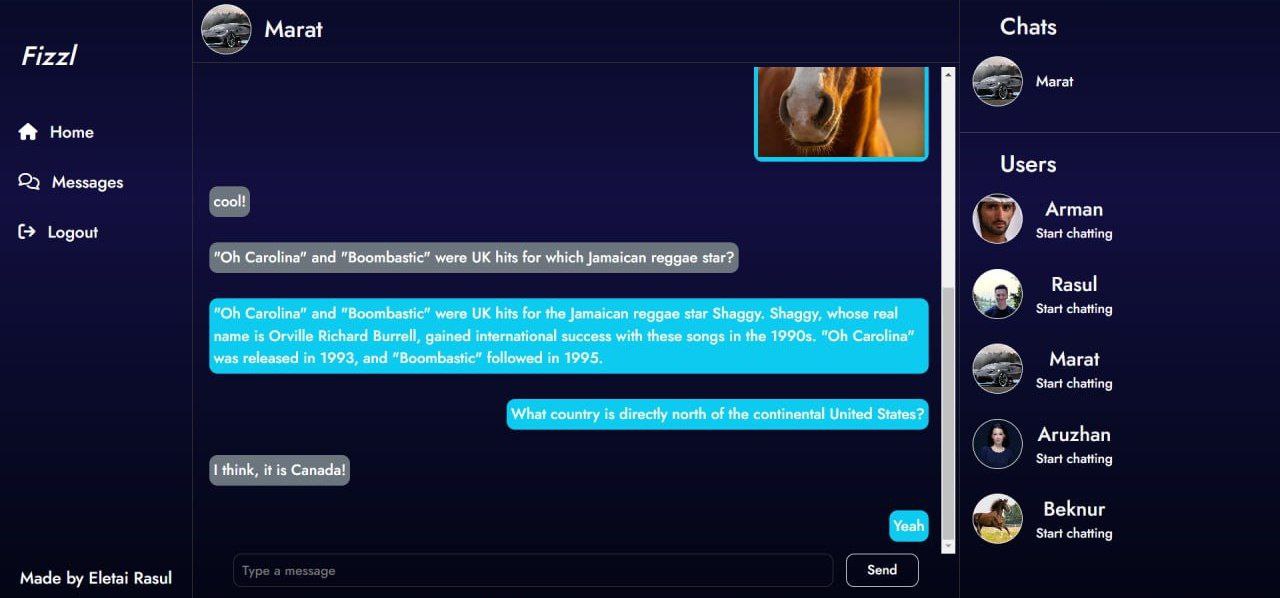 Fizzl
Home
Messages
Logout
Made by Eletai Rasul
Marat
cool!
"Oh Carolina" and "Boombastic" were UK hits for which Jamaican reggae star?
"Oh Carolina" and "Boombastic" were UK hits for the Jamaican reggae star Shaggy. Shaggy, whose real
name is Orville Richard Burrell, gained international success with these songs in the 1990s. "Oh Carolina"
was released in 1993, and "Boombastic" followed in 1995.
What country is directly north of the continental United States?
I think, it is Canada!
Yeah
Type a message
Send
Chats
Marat
Users
Arman
Start chatting
Rasul
Start chatting
Marat
Start chatting
Aruzhan
Start chatting
Beknur
Start chatting